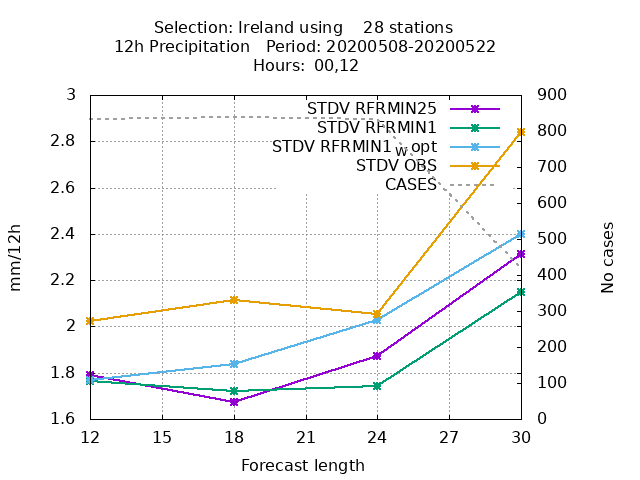 Selection: Ireland using    28 stations
12h Precipitation   Period: 20200508-20200522
Hours:  00,12
STDV RFRMIN25
STDV RFRMIN1
STDV RFRMIN1w opt
STDV OBS
CASES
mm/12h
3
2.8
2.6
2.4
2.2
2
1.8
1.6
900
800
700
600
500
400
300
200
100
0
No cases
12 15 18 21 24 27 30
Forecast length